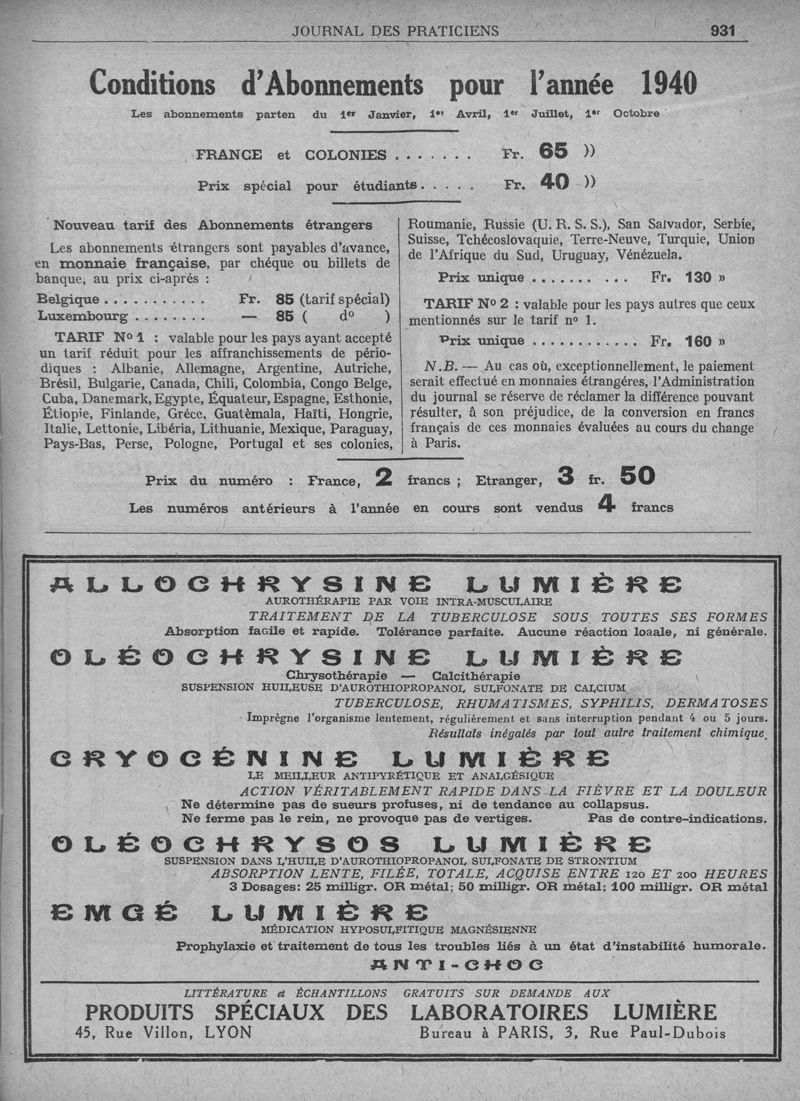 JOURNAL DES PRATICIENS 931
Conditions d'Abonnements pour l'année 1940
Les abonnements parten du 1er Janvier, 1er Avril, 1er Juillet, 1er Octobre
FRANCE et COLONIES ....... Fr. 65 »
Prix spécial pour étudiants ..... Fr. 40 »
Nouveau tarif des Abonnements étrangers
Les abonnements étrangers sont payables d'avance,
en monnaie française, par chéque ou billets de
banque, au prix ci-aprés :
Belgique ........... Fr. 85 (tarif spécial)
Luxembourg ........ — 85 ( do )
TARIF No 1 : valable pour les pays ayant accepté
un tarif réduit pour les affranchissements de pério-
diques : Albanie, Allemagne, Argentine, Autriche,
Brésil, Bulgarie, Canada, Chili, Colombia, Congo Belge,
Cuba, Danemark, Egypte, Équateur, Espagne, Esthonie,
Étiopie, Finlande, Gréce, Guatèmala, Haïti, Hongrie,
Italie, Lettonie, Libéria, Lithuanie, Mexique, Paraguay,
Pays-Bas, Perse, Pologne, Portugal et ses colonies,
Roumanie, Russie (U. R. S. S.), San Salvador, Serbie,
Suisse, Tchécoslovaquie, Terre-Neuve, Turquie, Union
de l'Afrique du Sud, Uruguay, Vénézuela.
Prix unique ....... ... Fr. 130 »
TARIF No 2 : valable pour les pays autres que ceux
mentionnés sur le tarif no 1.
Prix unique ............ Fr. 160 »
N.B. — Au cas où, exceptionnellement, le paiement
serait effectué en monnaies étrangéres, l'Administration
du journal se réserve de réclamer la différence pouvant
résulter, â son préjudice, de la conversion en francs
français de ces monnaies évaluées au cours du change
à Paris.
Prix du numéro : France, 2 francs ; Etranger, 3 fr. 50
Les numéros antérieurs à l'année en cours sont vendus 4 francs
ALLOCHRYSINE LUMIÈRE
AUROTHÉRAPIE PAR VOIE INTRA-MUSCULAIRE
TRAITEMENT DE LA TUBERCULOSE SOUS TOUTES SES FORMES
Absorption facile et rapide. Tolérance parfaite. Aucune réaction loaale, ni générale.
OLÉOCHRYSINE LUMIÈRE
Chrysothérapie — Calcithérapie
SUSPENSION HUILEUSE D'AUROTHIOPROPANOL SULFONATE DE CALCIUM
TUBERCULOSE, RHUMATISMES, SYPHILIS, DERMATOSES
Imprègne l'organisme lentement, régulièrement et sans interruption pendant 4 ou 5 jours.
Résultals inégalés par tout autre traitement chimique.
CRYOGÉNINE LUMIÈRE
LE MEILLEUR ANTIPYRÉTIQUE ET ANALGÉSIQUE
ACTION VÉRITABLEMENT RAPIDE DANS LA FIÈVRE ET LA DOULEUR
Ne détermine pas de sueurs profuses, ni de tendance au collapsus.
Ne ferme pas le rein, ne provoque pas de vertiges. Pas de contre-indications.
OLÉOCHRYSOS LUMIÈRE
SUSPENSION DANS L'HUILE D'AUROTHIOPROPANOL SULFONATE DE STRONTIUM
ABSORPTION LENTE, FILÉE, TOTALE, ACQUISE ENTRE 120 ET 200 HEURES
3 Dosages: 25 milligr. OR métal; 50 milligr. OR métal; 100 milligr. OR métal
EMGÉ LUMIÈRE
MÉDICATION HYPOSULFITIQUE MAGNÉSIENNE
Prophylaxie et traitement de tous les troubles liés à un état d'instabilité humorale.
ANTI-CHOC
LITTÉRATURE et ÉCHANTILLONS GRATUITS SUR DEMANDE AUX
PRODUITS SPÉCIAUX DES LABORATOIRES LUMIÈRE
45, Rue Villon, LYON Bureau à PARIS, 3, Rue Paul-Dubois